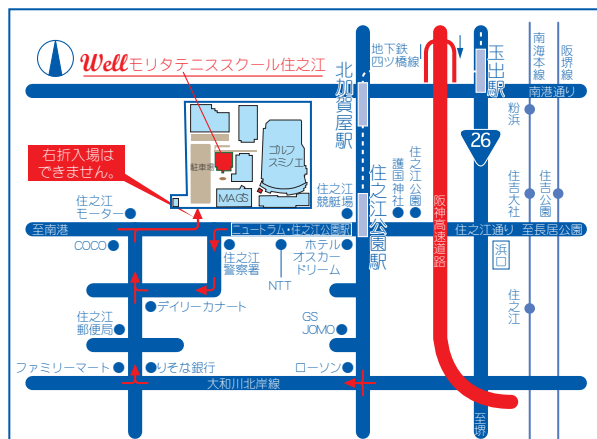 Wellモリタテニススクール住之江
地下鉄
四ツ橋線
玉出駅
南海本線
阪堺線
南港通り
北加賀屋駅
粉浜
26
ゴルフ
スミノエ
駐車場
MAGS
右折入場は
できません。
住之江
モーター
住之江
競艇場
護国神社
住之江公園
住之江公園駅
阪神高速道路
住吉大社
住吉公園
至南港
ニュートラム・住之江公園駅
住之江通り
至長居公園
COCO
住之江
警察署
NTT
ホテル
オスカー
ドリーム
浜口
住之江
デイリーカナート
住之江
郵便局
GS
JOMO
ファミリーマート
りそな銀行
ローソン
大和川北岸線
至堺